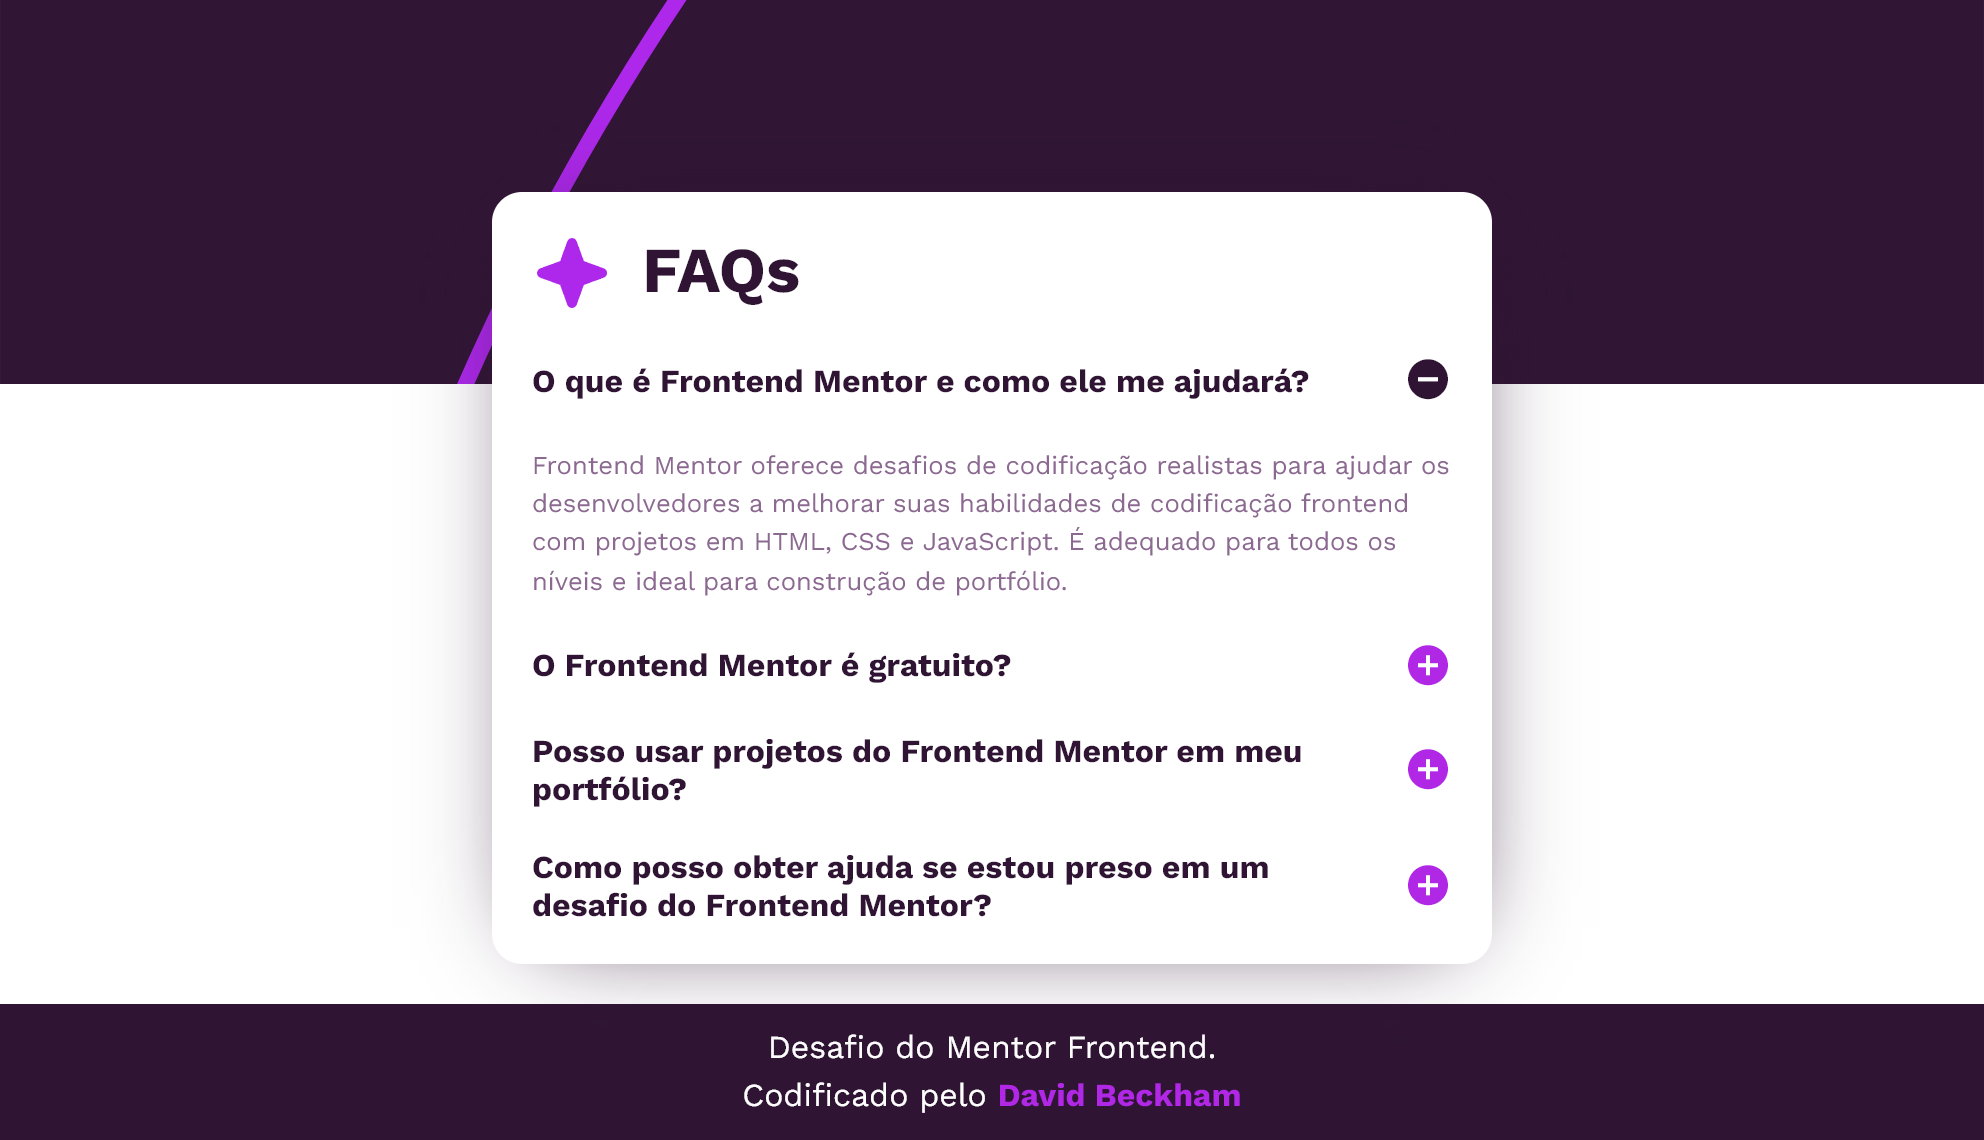 FAQs
O que é Frontend Mentor e como ele me ajudará?
Frontend Mentor oferece desafios de codificação realistas para ajudar os
desenvolvedores a melhorar suas habilidades de codificação frontend
com projetos em HTML, CSS e JavaScript. É adequado para todos os
níveis e ideal para construção de portfólio.
O Frontend Mentor é gratuito?
Posso usar projetos do Frontend Mentor em meu
portfólio?
Como posso obter ajuda se estou preso em um
desafio do Frontend Mentor?
Desafio do Mentor Frontend.
Codificado pelo David Beckham